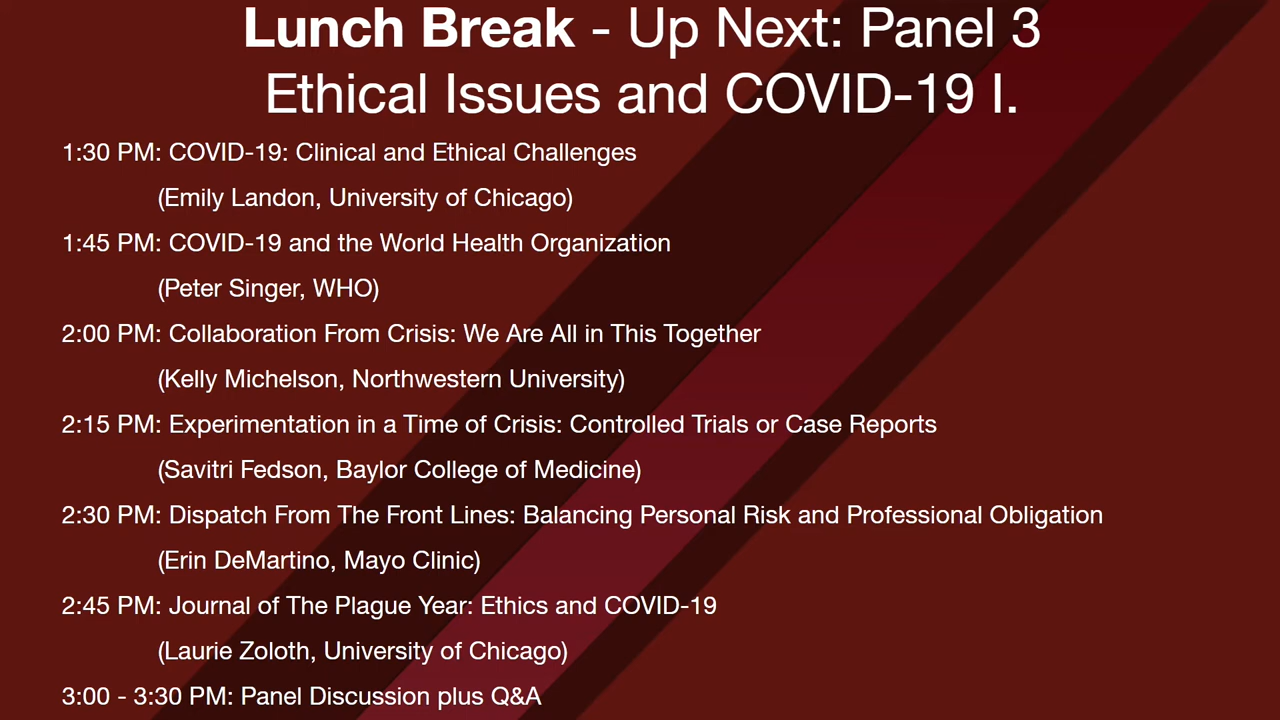 Lunch Break - Up Next: Panel 3
Ethical Issues and COVID-19 I.
1:30 PM: COVID-19: Clinical and Ethical Challenges
(Emily Landon, University of Chicago)
1:45 PM: COVID-19 and the World Health Organization
(Peter Singer, WHO)
2:00 PM: Collaboration From Crisis: We Are All in This Together
(Kelly Michelson, Northwestern University)
2:15 PM: Experimentation in a Time of Crisis: Controlled Trials or Case Reports
(Savitri Fedson, Baylor College of Medicine)
2:30 PM: Dispatch From The Front Lines: Balancing Personal Risk and Professional Obligation
(Erin DeMartino, Mayo Clinic)
2:45 PM: Journal of The Plague Year: Ethics and COVID-19
(Laurie Zoloth, University of Chicago)
3:00 - 3:30 PM: Panel Discussion plus Q&A